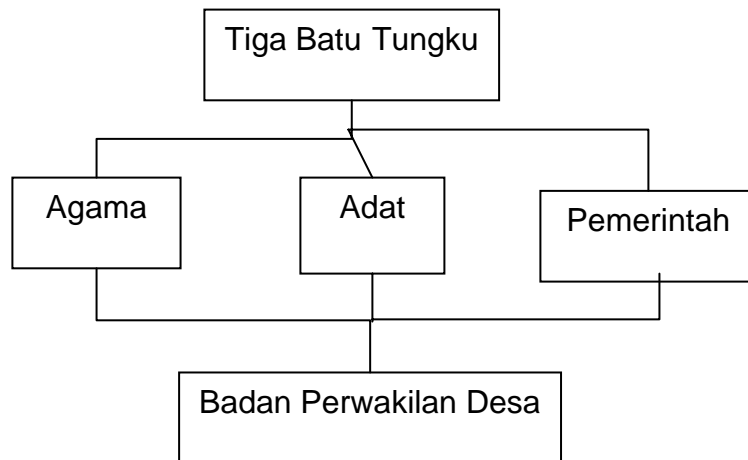 Tiga Batu Tungku
Agama
Adat
Pemerintah
Badan Perwakilan Desa